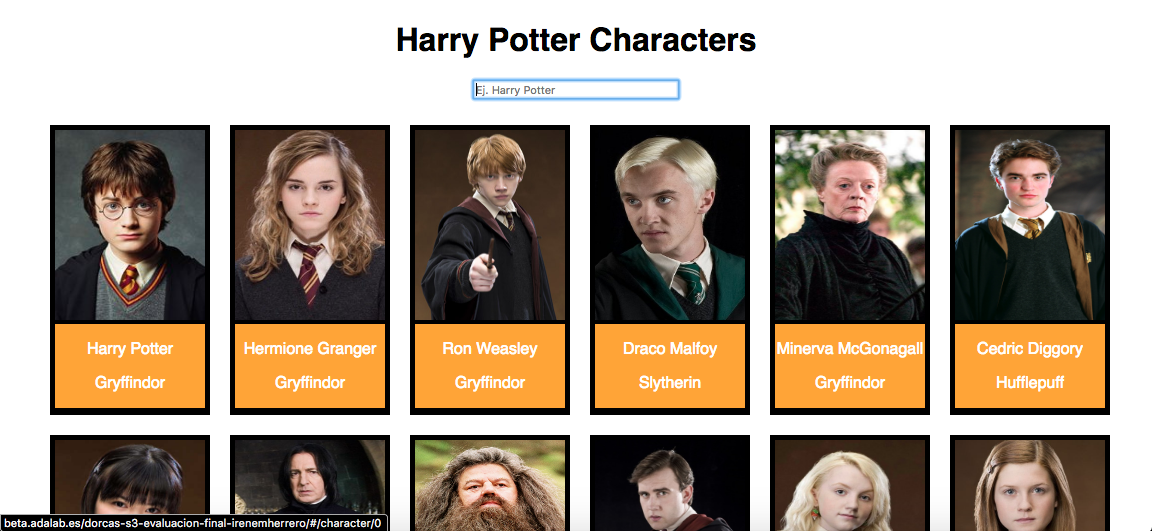 Harry Potter Characters
Ej. Harry Potter
Harry Potter
Gryffindor
Hermione Granger
Gryffindor
Ron Weasley
Gryffindor
Draco Malfoy
Slytherin
Minerva McGonagall
Gryffindor
Cedric Diggory
Hufflepuff
beta.adalab.es/dorcas-s3-evaluacion-final-irenemherrero/#/character/0